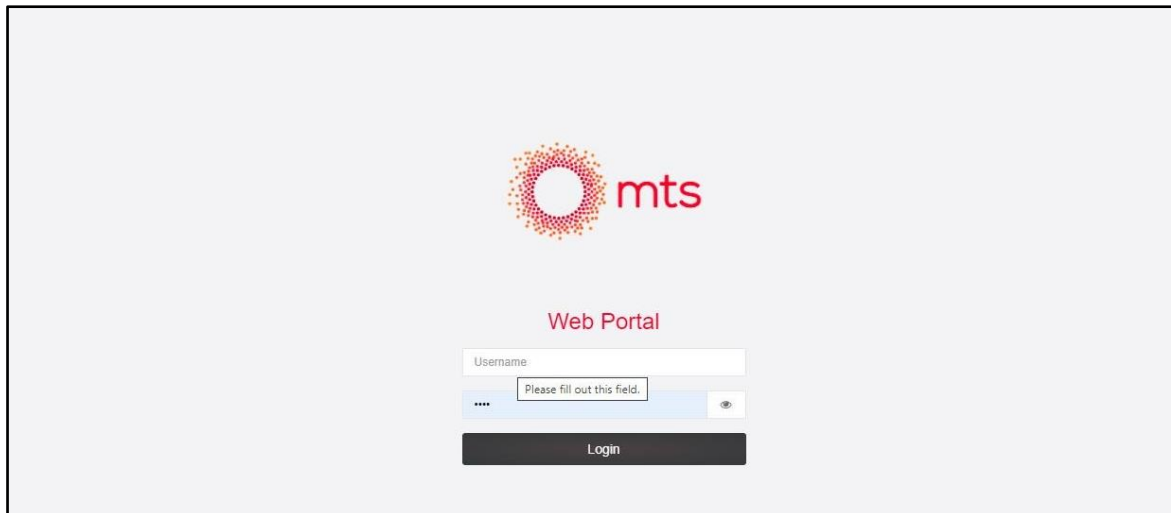 mts
Web Portal
Username
Please fill out this field.
••••
Login